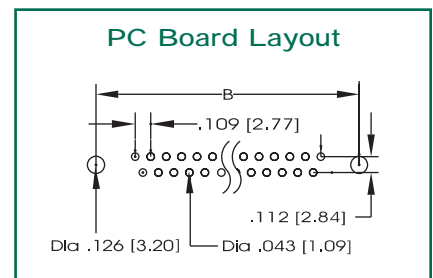 PC Board Layout
B
.109 [2.77]
.112 [2.84]
Dia .126 [3.20]
Dia .043 [1.09]